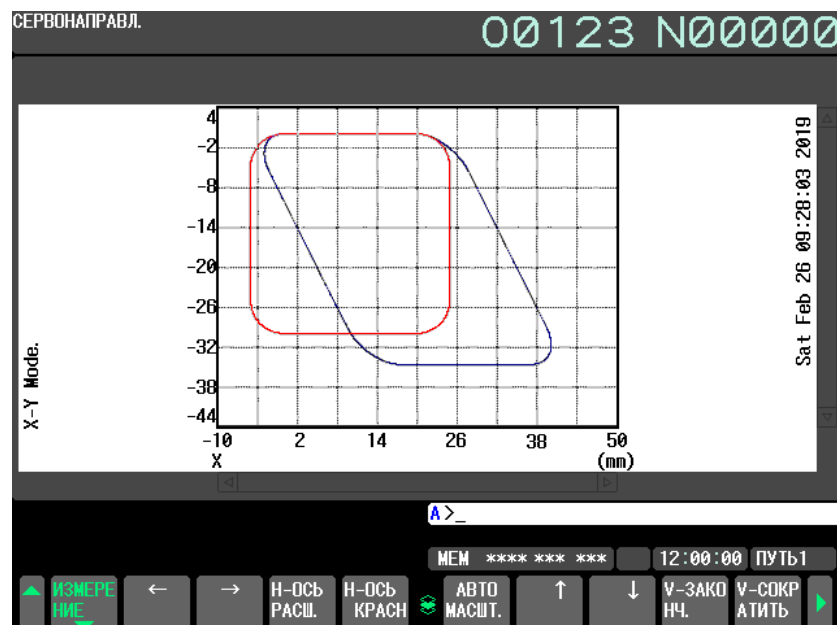 СЕРВОНАПРАВЛ.
O0123 N00000
4
-2
-8
-14
-20
-26
-32
-38
-44
-10 2 14 26 38 50
X (mm)
X-Y Mode.
Sat Feb 26 09:28:03 2019
A>_
MEM **** *** *** 12:00:00 ПУТЬ1
ИЗМЕРЕ
НИЕ
←
→
H-ОСЬ
РАСШ.
H-ОСЬ
КРАСН
АВТО
МАСШТ.
↑
↓
V-ЗАКО
НЧ.
V-СОКР
АТИТЬ